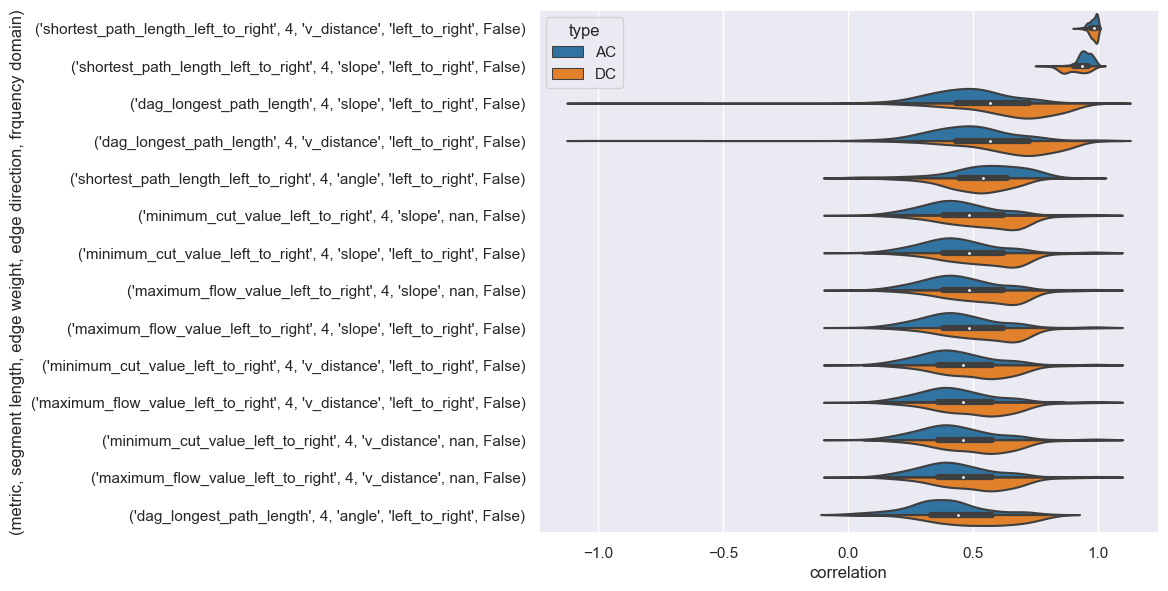 (metric, segment length, edge weight, edge direction, frquency domain)
('shortest_path_length_left_to_right', 4, 'v_distance', 'left_to_right', False)
('shortest_path_length_left_to_right', 4, 'slope', 'left_to_right', False)
('dag_longest_path_length', 4, 'slope', 'left_to_right', False)
('dag_longest_path_length', 4, 'v_distance', 'left_to_right', False)
('shortest_path_length_left_to_right', 4, 'angle', 'left_to_right', False)
('minimum_cut_value_left_to_right', 4, 'slope', nan, False)
('minimum_cut_value_left_to_right', 4, 'slope', 'left_to_right', False)
('maximum_flow_value_left_to_right', 4, 'slope', nan, False)
('maximum_flow_value_left_to_right', 4, 'slope', 'left_to_right', False)
('minimum_cut_value_left_to_right', 4, 'v_distance', 'left_to_right', False)
('maximum_flow_value_left_to_right', 4, 'v_distance', 'left_to_right', False)
('minimum_cut_value_left_to_right', 4, 'v_distance', nan, False)
('maximum_flow_value_left_to_right', 4, 'v_distance', nan, False)
('dag_longest_path_length', 4, 'angle', 'left_to_right', False)
type
AC
DC
−1.0 −0.5 0.0 0.5 1.0
correlation